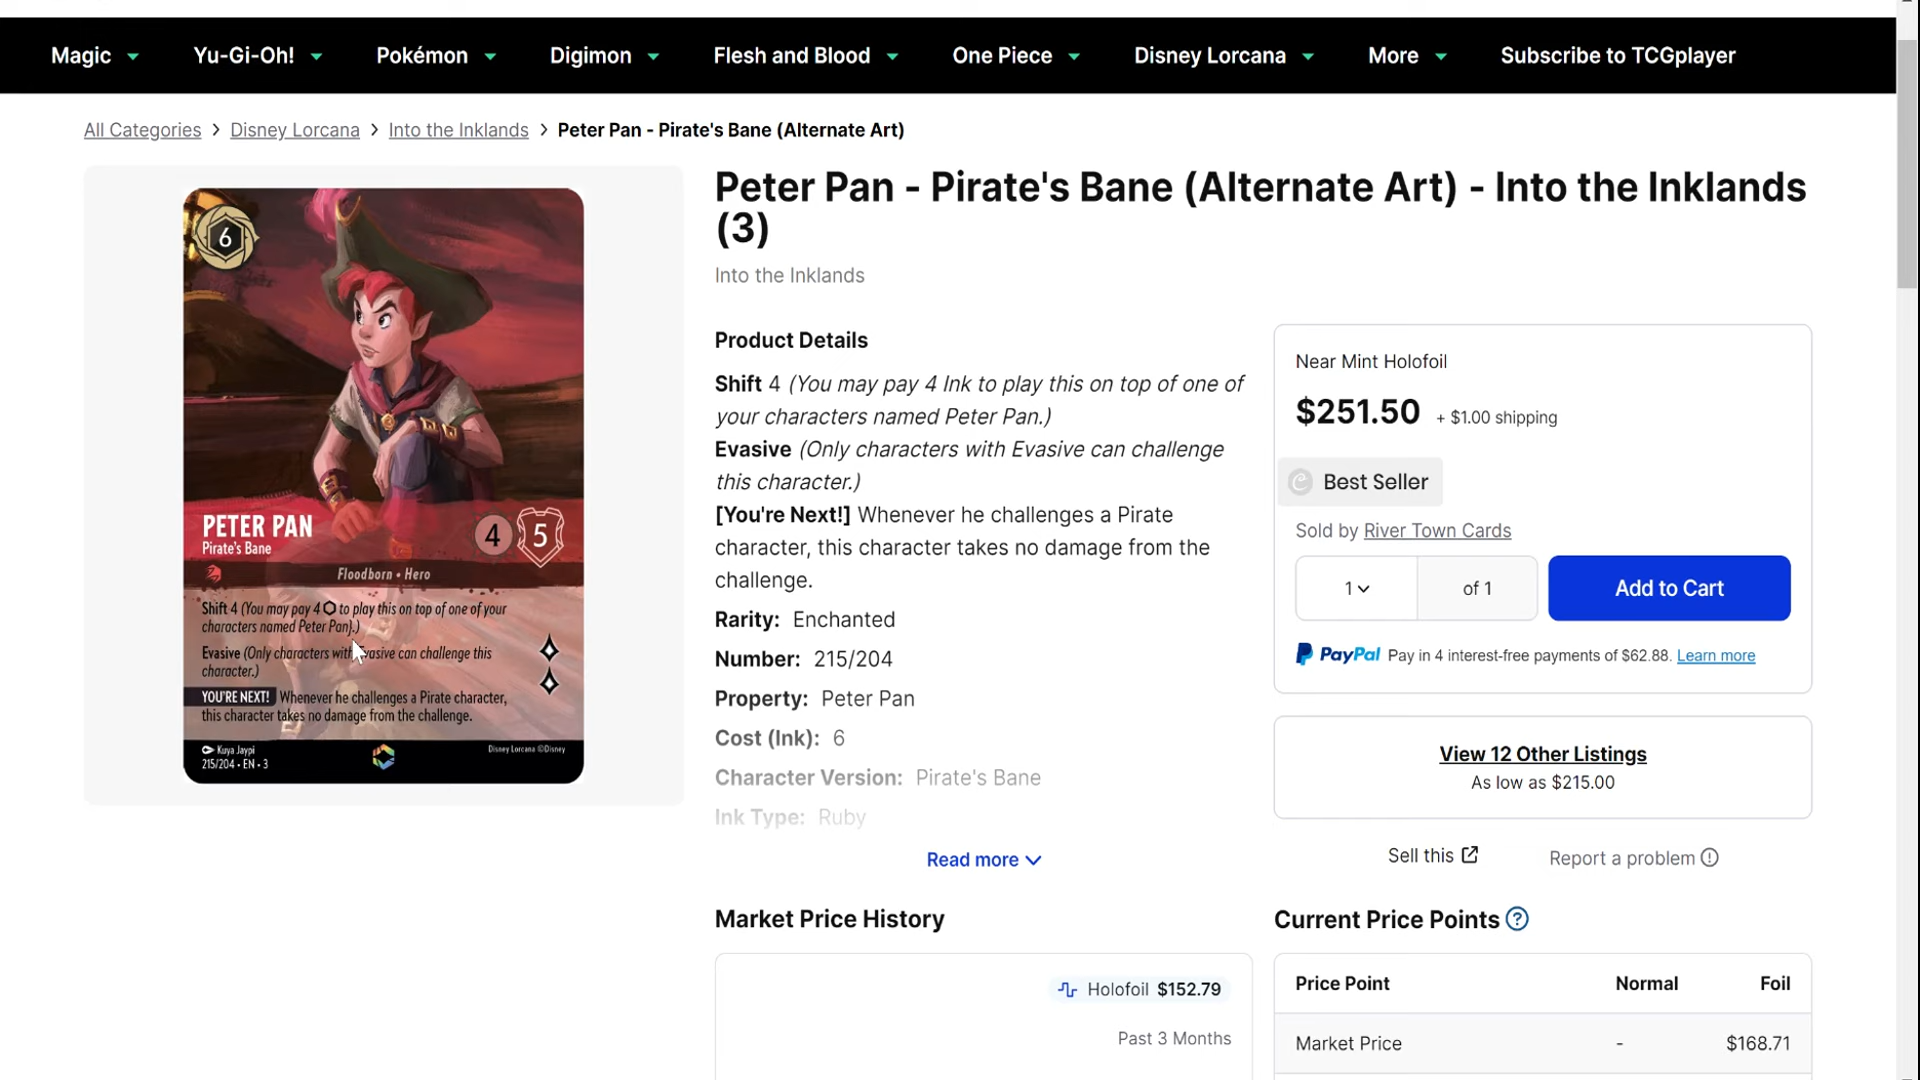 Magic
Yu-Gi-Oh!
Pokémon
Digimon
Flesh and Blood
One Piece
Disney Lorcana
More
Subscribe to TCGplayer
All Categories > Disney Lorcana > Into the Inklands > Peter Pan - Pirate's Bane (Alternate Art)
6
PETER PAN
Pirate's Bane
4
5
Floodborn • Hero
Shift 4 (You may pay 4 to play this on top of one of your
characters named Peter Pan}.)
Evasive (Only characters with Evasive can challenge this
character.)
YOU'RE NEXT! Whenever he challenges a Pirate character,
this character takes no damage from the challenge.
Kuya Jaypi
Disney Lorcana ©Disney
215/204 • EN • 3
Peter Pan - Pirate's Bane (Alternate Art) - Into the Inklands
(3)
Into the Inklands
Product Details
Shift 4 (You may pay 4 Ink to play this on top of one of
your characters named Peter Pan.)
Evasive (Only characters with Evasive can challenge
this character.)
[You're Next!] Whenever he challenges a Pirate
character, this character takes no damage from the
challenge.
Rarity: Enchanted
Number: 215/204
Property: Peter Pan
Cost (Ink): 6
Character Version: Pirate's Bane
Ink Type: Ruby
Read more
Near Mint Holofoil
$251.50 + $1.00 shipping
Best Seller
Sold by River Town Cards
1
of 1
Add to Cart
PayPal Pay in 4 interest-free payments of $62.88. Learn more
View 12 Other Listings
As low as $215.00
Sell this
Report a problem
Market Price History
Holofoil $152.79
Past 3 Months
Current Price Points
Price Point Normal Foil
Market Price - $168.71